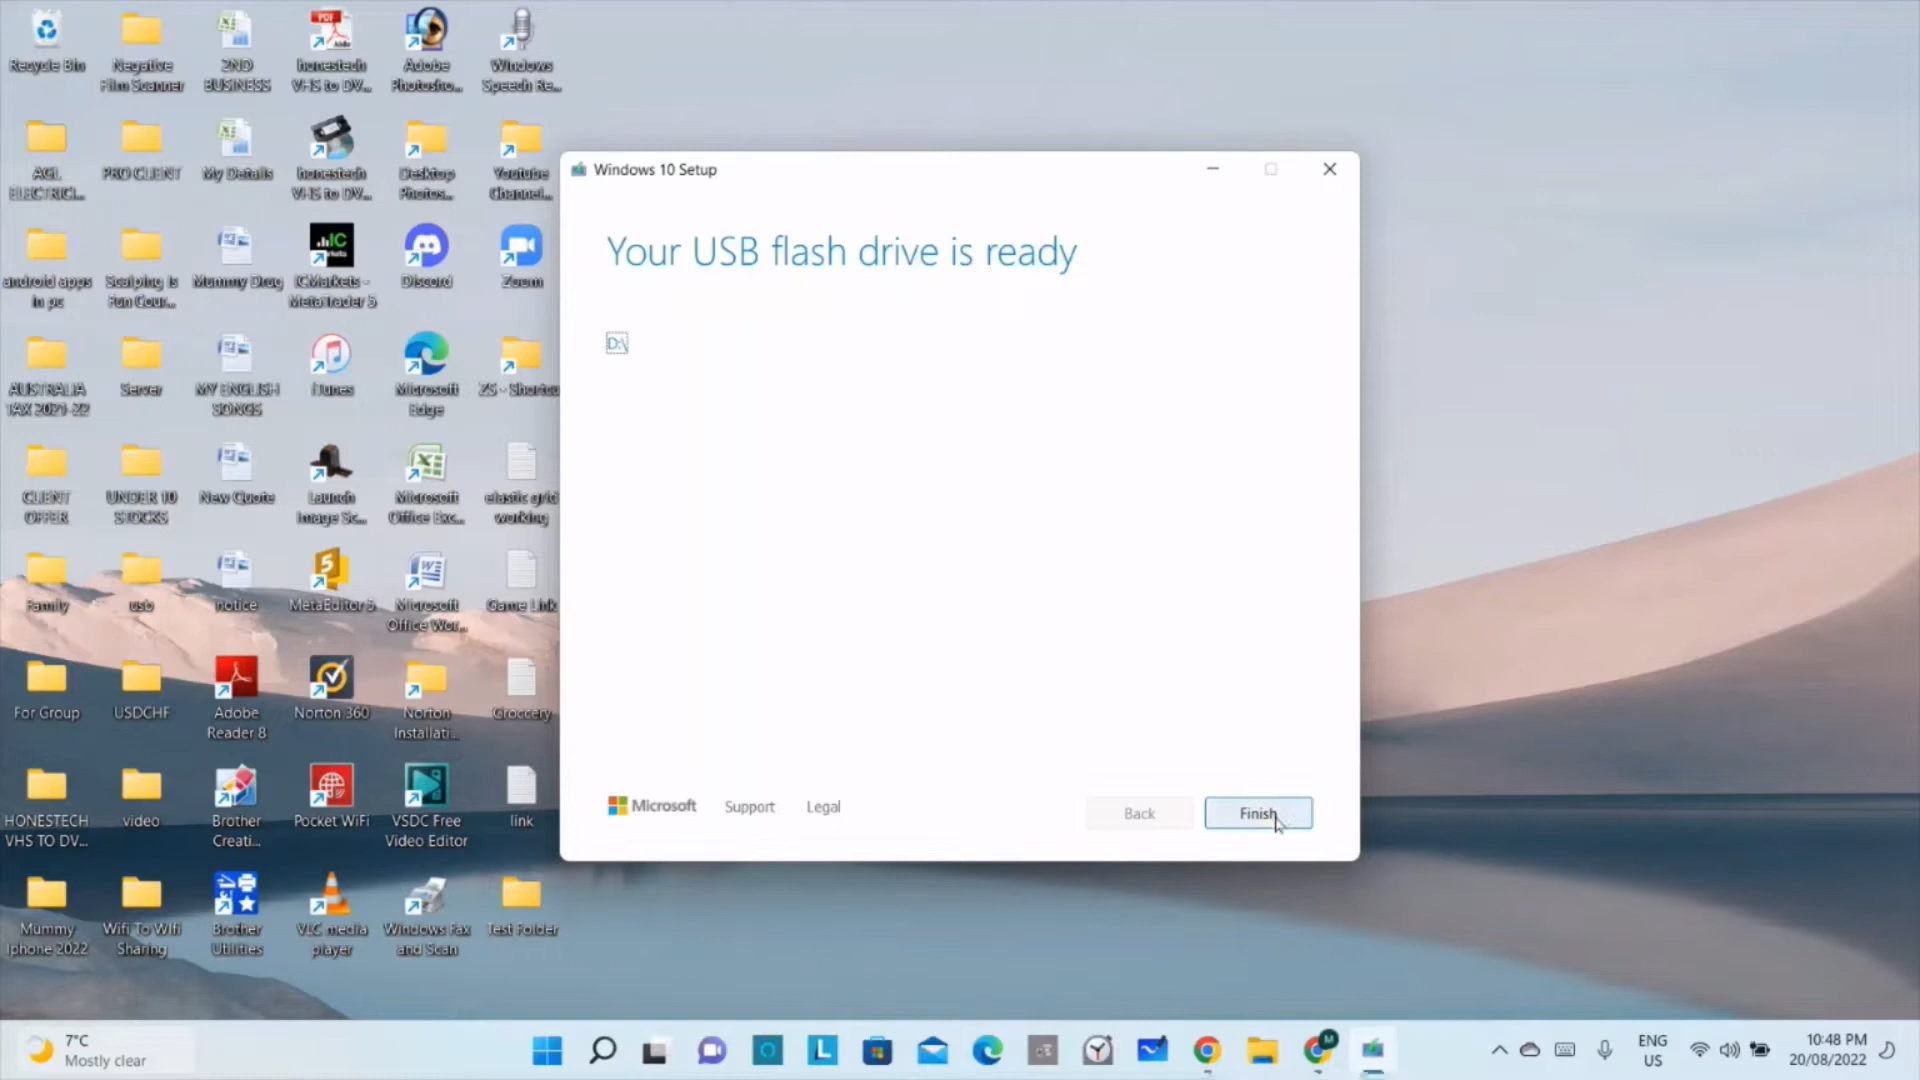 Recycle Bin
Negative
Film Scanner
2ND
BUSINESS
honestech
VHS to DV...
Adobe
Photosho...
Windows
Speech Re...
AGL
ELECTRICI...
PRO CLIENT
My Details
honestech
VHS to DV...
Desktop
Photos...
Youtube
Channel...
android apps
in pc
Scalping is
Fun Cour...
Mummy Drug
ICMarkets -
MetaTrader 5
Discord
Zoom
AUSTRALIA
TAX 2021-22
Server
MY ENGLISH
SONGS
iTunes
Microsoft
Edge
ZS - Shortcu
CLIENT
OFFER
UNDER 10
STOCKS
New Quote
Launch
Image Sc...
Microsoft
Office Exc...
elastic grid
working
Family
usb
notice
MetaEditor 5
Microsoft
Office Wor...
Game Link
For Group
USDCHF
Adobe
Reader 8
Norton 360
Norton
Installati...
Groccery
HONESTECH
VHS TO DV...
video
Brother
Creati...
Pocket WiFi
VSDC Free
Video Editor
link
Mummy
Iphone 2022
Wifi To WIfi
Sharing
Brother
Utilities
VLC media
player
Windows Fax
and Scan
Test Folder
Windows 10 Setup
Your USB flash drive is ready
D:\
Microsoft
Support
Legal
Back
Finish
7°C
Mostly clear
ENG
US
10:48 PM
20/08/2022